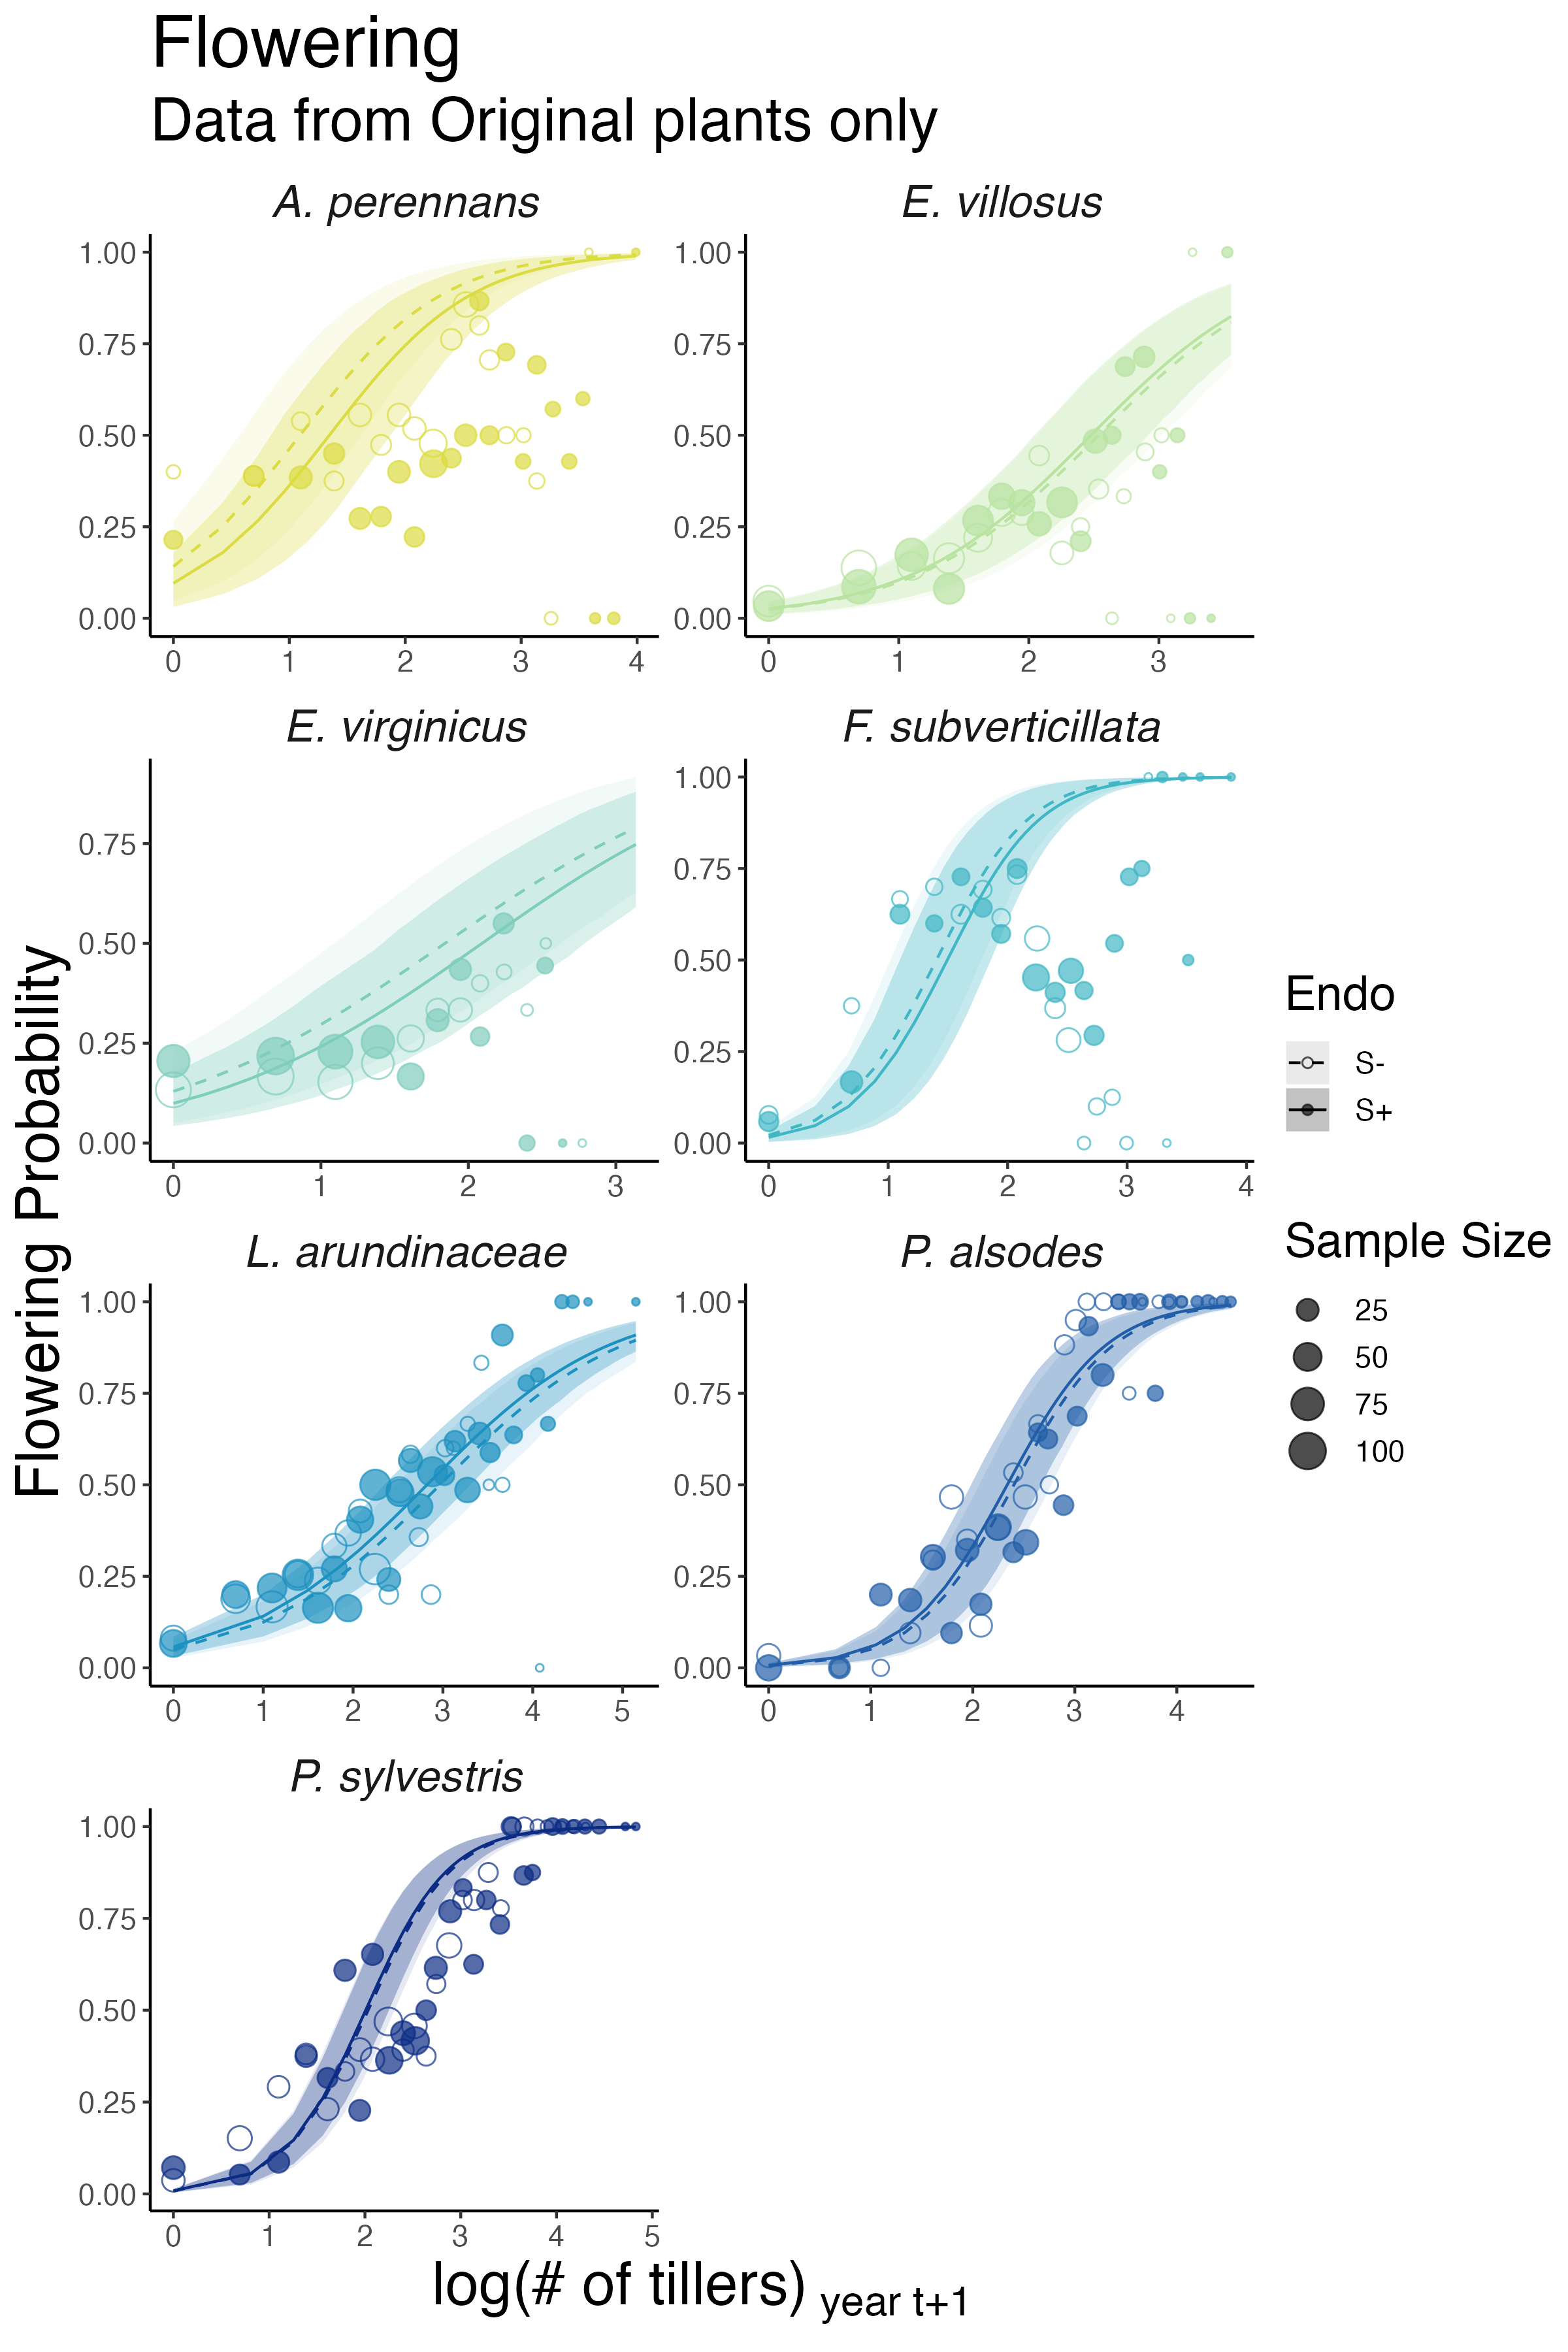 Flowering
Data from Original plants only
A. perennans
E. villosus
1.00
0.75
0.50
0.25
0.00
0 1 2 3 4
1.00
0.75
0.50
0.25
0.00
0 1 2 3
E. virginicus
F. subverticillata
0.75
0.50
0.25
0.00
0 1 2 3
1.00
0.75
0.50
0.25
0.00
0 1 2 3 4
L. arundinaceae
P. alsodes
1.00
0.75
0.50
0.25
0.00
0 1 2 3 4 5
1.00
0.75
0.50
0.25
0.00
0 1 2 3 4
P. sylvestris
1.00
0.75
0.50
0.25
0.00
0 1 2 3 4 5
Flowering Probability
log(# of tillers) year t+1
Endo
S-
S+
Sample Size
25
50
75
100